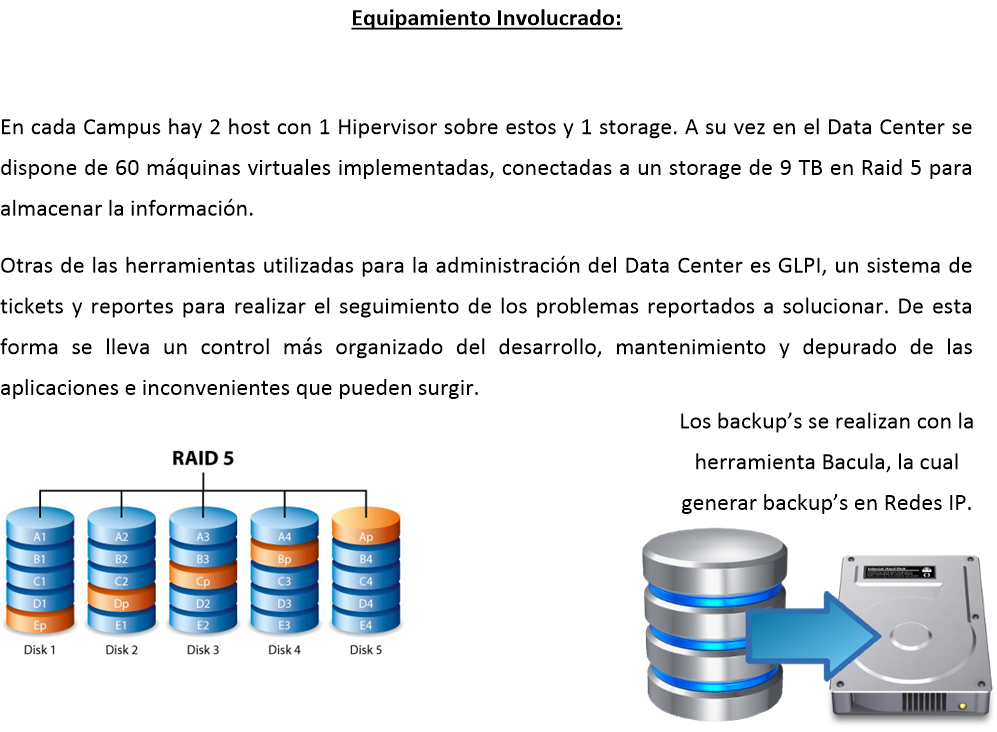 Equipamiento Involucrado:
En cada Campus hay 2 host con 1 Hipervisor sobre estos y 1 storage. A su vez en el Data Center se
dispone de 60 máquinas virtuales implementadas, conectadas a un storage de 9 TB en Raid 5 para
almacenar la información.
Otras de las herramientas utilizadas para la administración del Data Center es GLPI, un sistema de
tickets y reportes para realizar el seguimiento de los problemas reportados a solucionar. De esta
forma se lleva un control más organizado del desarrollo, mantenimiento y depurado de las
aplicaciones e inconvenientes que pueden surgir.
Los backup’s se realizan con la
herramienta Bacula, la cual
generar backup’s en Redes IP.
RAID 5
A1 A2 A3 A4 Ap
B1 B2 B3 Bp B4
C1 C2 Cp C3 C4
D1 Dp D2 D3 D4
Ep E1 E2 E3 E4
Disk 1 Disk 2 Disk 3 Disk 4 Disk 5